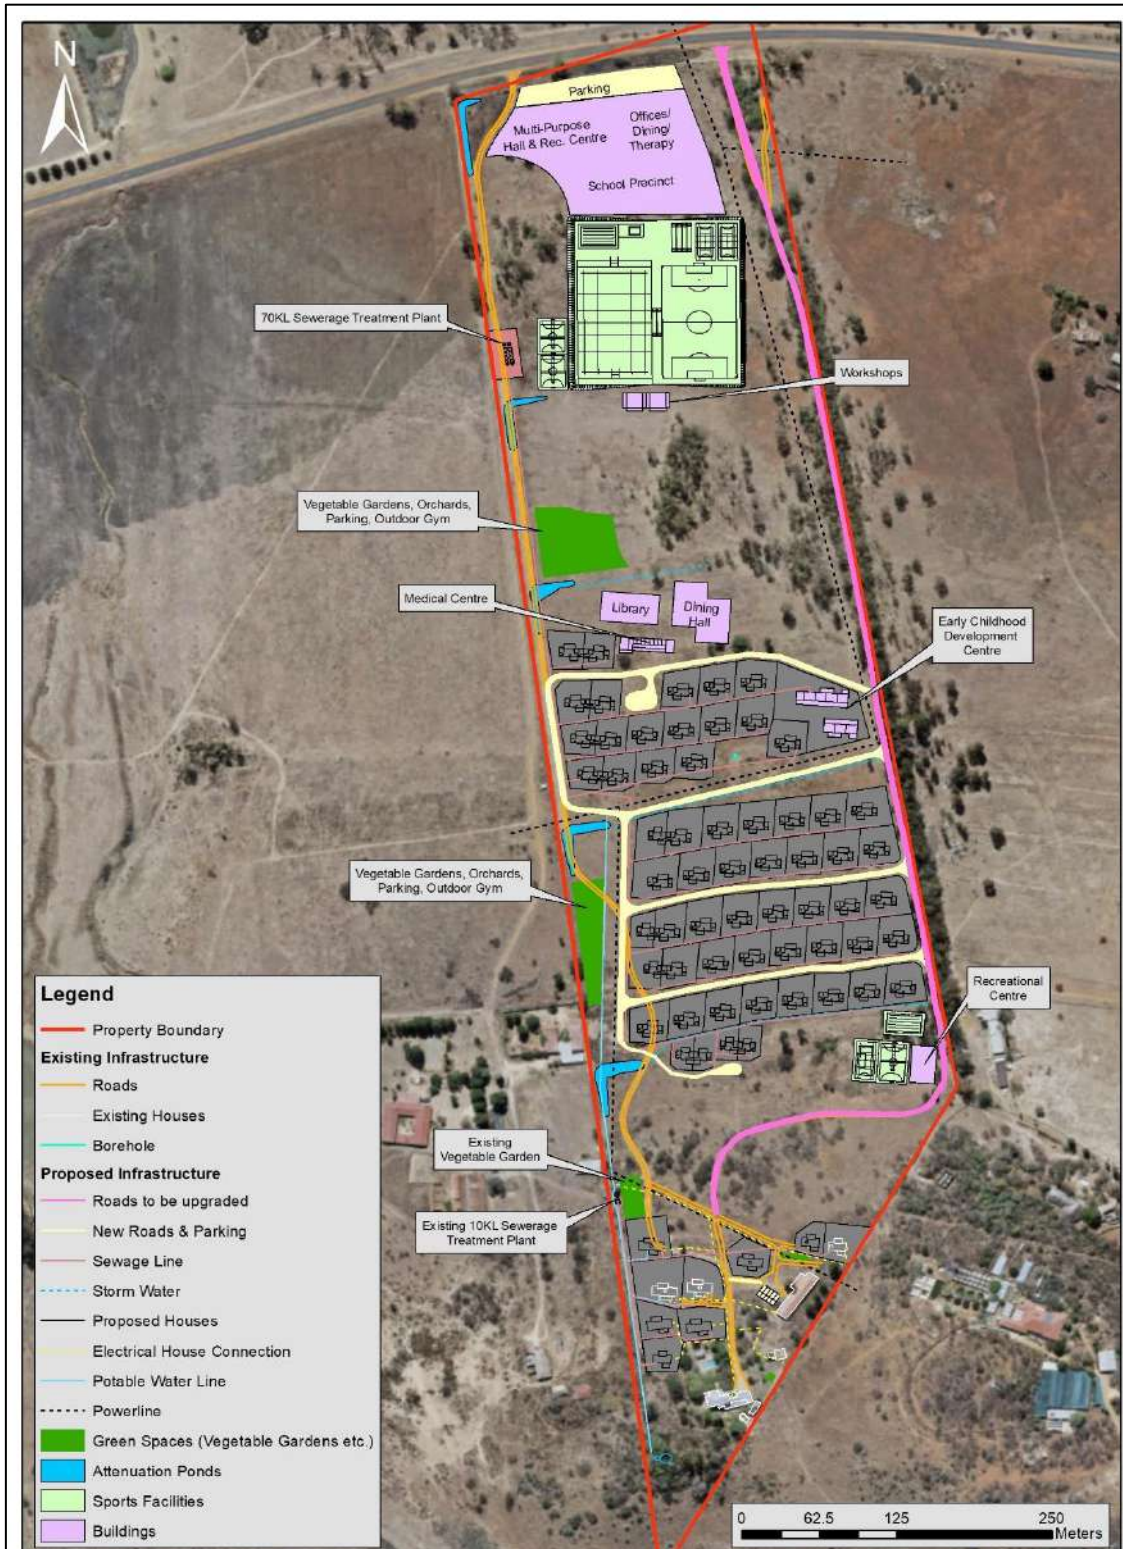 N
Parking
Multi-Purpose
Hall & Rec. Centre
Offices/
Dining/
Therapy
School Precinct
70KL Sewerage Treatment Plant
Workshops
Vegetable Gardens, Orchards,
Parking, Outdoor Gym
Medical Centre
Library
Dining
Hall
Early Childhood
Development
Centre
Vegetable Gardens, Orchards,
Parking, Outdoor Gym
Recreational
Centre
Existing
Vegetable Garden
Existing 10KL Sewerage
Treatment Plant
Legend
Property Boundary
Existing Infrastructure
Roads
Existing Houses
Borehole
Proposed Infrastructure
Roads to be upgraded
New Roads & Parking
Sewage Line
Storm Water
Proposed Houses
Electrical House Connection
Potable Water Line
Powerline
Green Spaces (Vegetable Gardens etc.)
Attenuation Ponds
Sports Facilities
Buildings
0 62.5 125 250
Meters